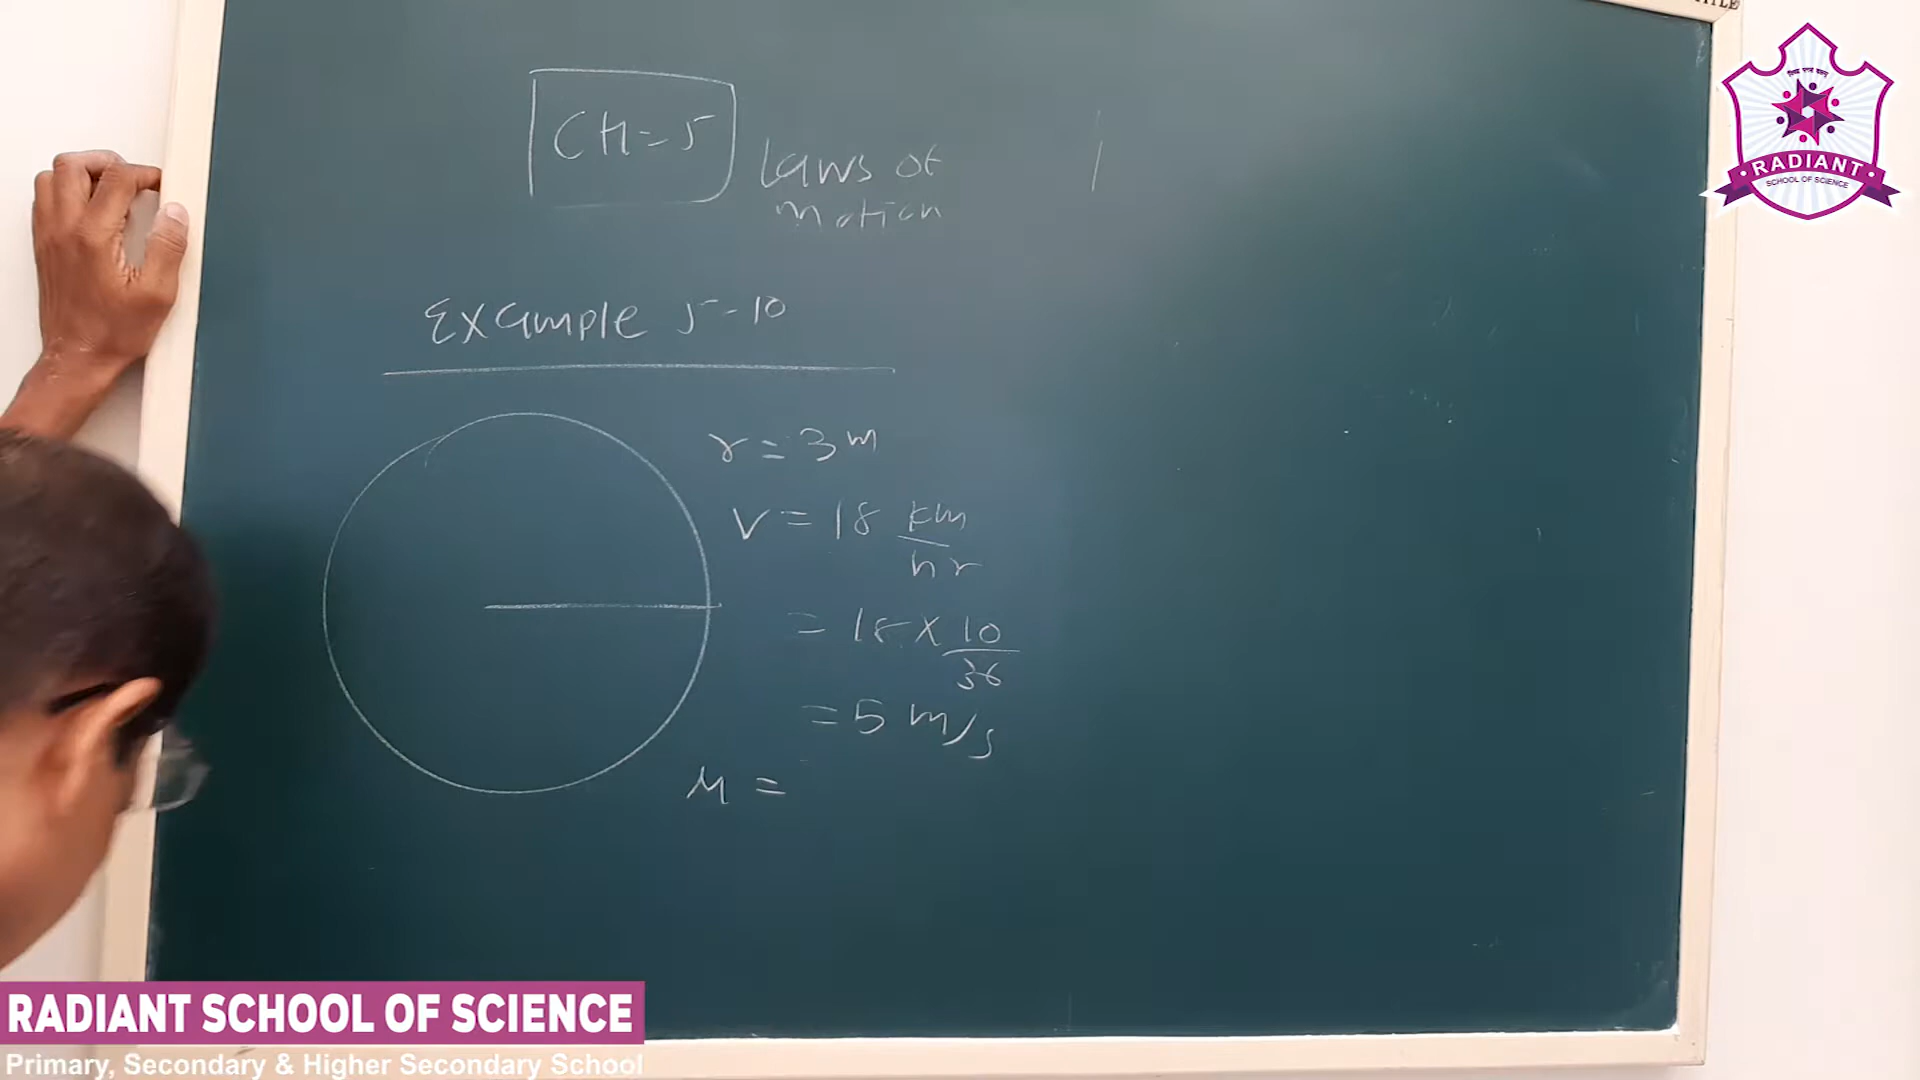 CH=5
Laws of
motion
Example 5-10
r = 3 m
v = 18 km
hr
= 18 × 10
36
= 5 m/s
μ =
RADIANT
SCHOOL OF SCIENCE
RADIANT SCHOOL OF SCIENCE
Primary, Secondary & Higher Secondary School